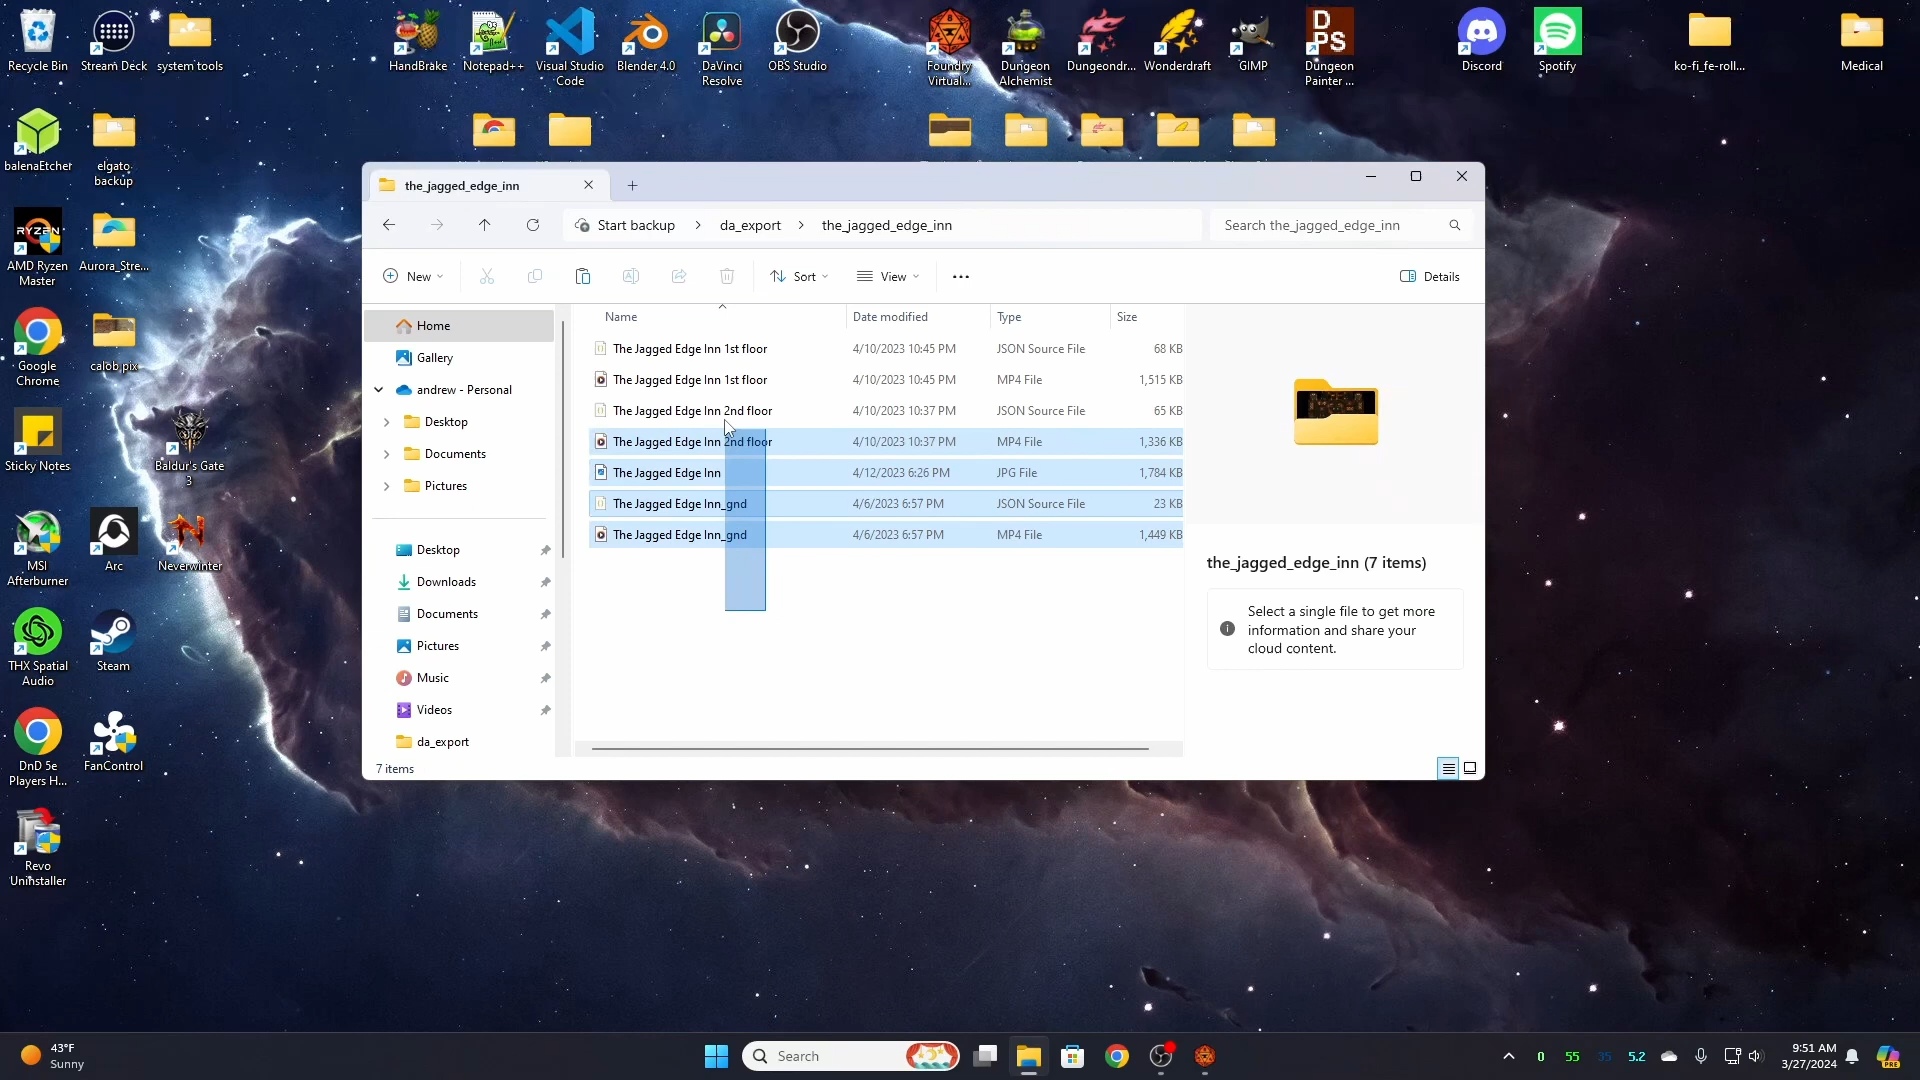 Recycle Bin
Stream Deck
system tools
HandBrake
Notepad++
Visual Studio
Code
Blender 4.0
DaVinci
Resolve
OBS Studio
Foundry
Virtual...
Dungeon
Alchemist
Dungeondr...
Wonderdraft
GIMP
D
PS
Dungeon
Painter ...
Discord
Spotify
ko-fi_fe-roll...
Medical
balenaEtcher
elgato
backup
RYZEN
AMD Ryzen
Master
Aurora_Stre...
Google
Chrome
calob pix
Sticky Notes
Baldur's Gate
3
MSI
Afterburner
Arc
Neverwinter
THX Spatial
Audio
Steam
DnD 5e
Players H...
FanControl
Revo
Uninstaller
the_jagged_edge_inn
Start backup
da_export
the_jagged_edge_inn
Search the_jagged_edge_inn
New
Sort
View
Details
Home
Gallery
andrew - Personal
Desktop
Documents
Pictures
Desktop
Downloads
Documents
Pictures
Music
Videos
da_export
Name Date modified Type Size
The Jagged Edge Inn 1st floor 4/10/2023 10:45 PM JSON Source File 68 KB
The Jagged Edge Inn 1st floor 4/10/2023 10:45 PM MP4 File 1,515 KB
The Jagged Edge Inn 2nd floor 4/10/2023 10:37 PM JSON Source File 65 KB
The Jagged Edge Inn 2nd floor 4/10/2023 10:37 PM MP4 File 1,336 KB
The Jagged Edge Inn 4/12/2023 6:26 PM JPG File 1,784 KB
The Jagged Edge Inn_gnd 4/6/2023 6:57 PM JSON Source File 23 KB
The Jagged Edge Inn_gnd 4/6/2023 6:57 PM MP4 File 1,449 KB
the_jagged_edge_inn (7 items)
Select a single file to get more
information and share your
cloud content.
7 items
43°F
Sunny
Search
0
55
35
5.2
9:51 AM
3/27/2024
PRE